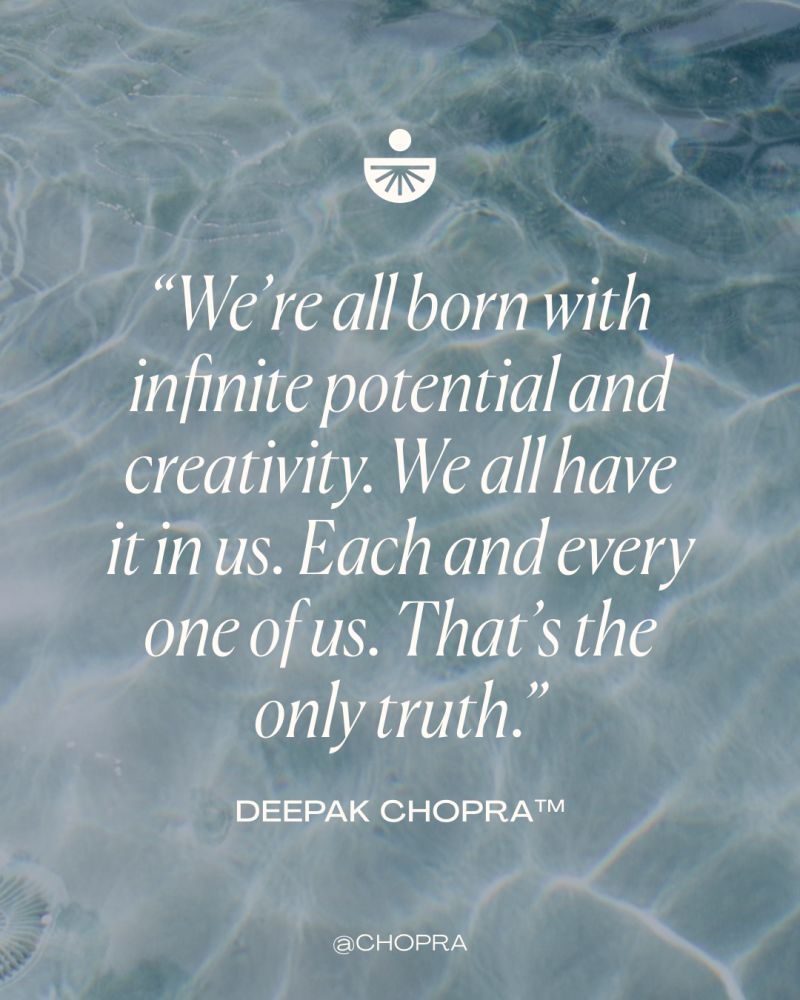 “We’re all born with
infinite potential and
creativity. We all have
it in us. Each and every
one of us. That’s the
only truth.”
DEEPAK CHOPRA™
@CHOPRA